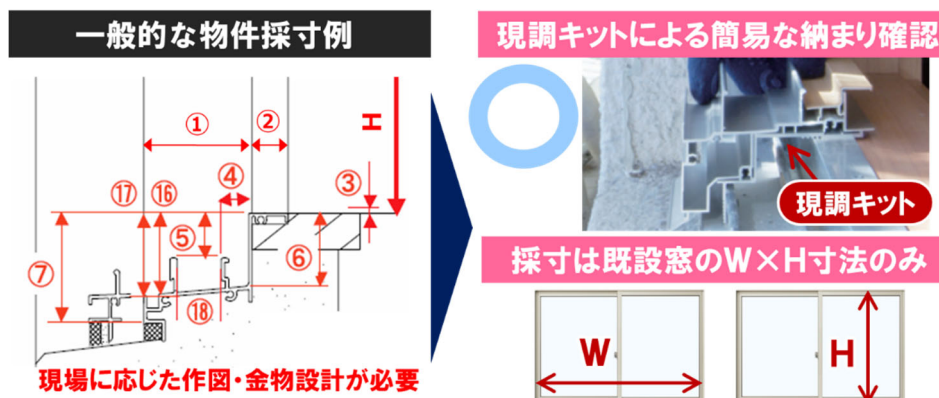 一般的な物件採寸例
① ② H
③
④
⑰ ⑯
⑤
⑥
⑦
⑱
現場に応じた作図・金物設計が必要
現調キットによる簡易な納まり確認
現調キット
採寸は既設窓のW×H寸法のみ
W
H